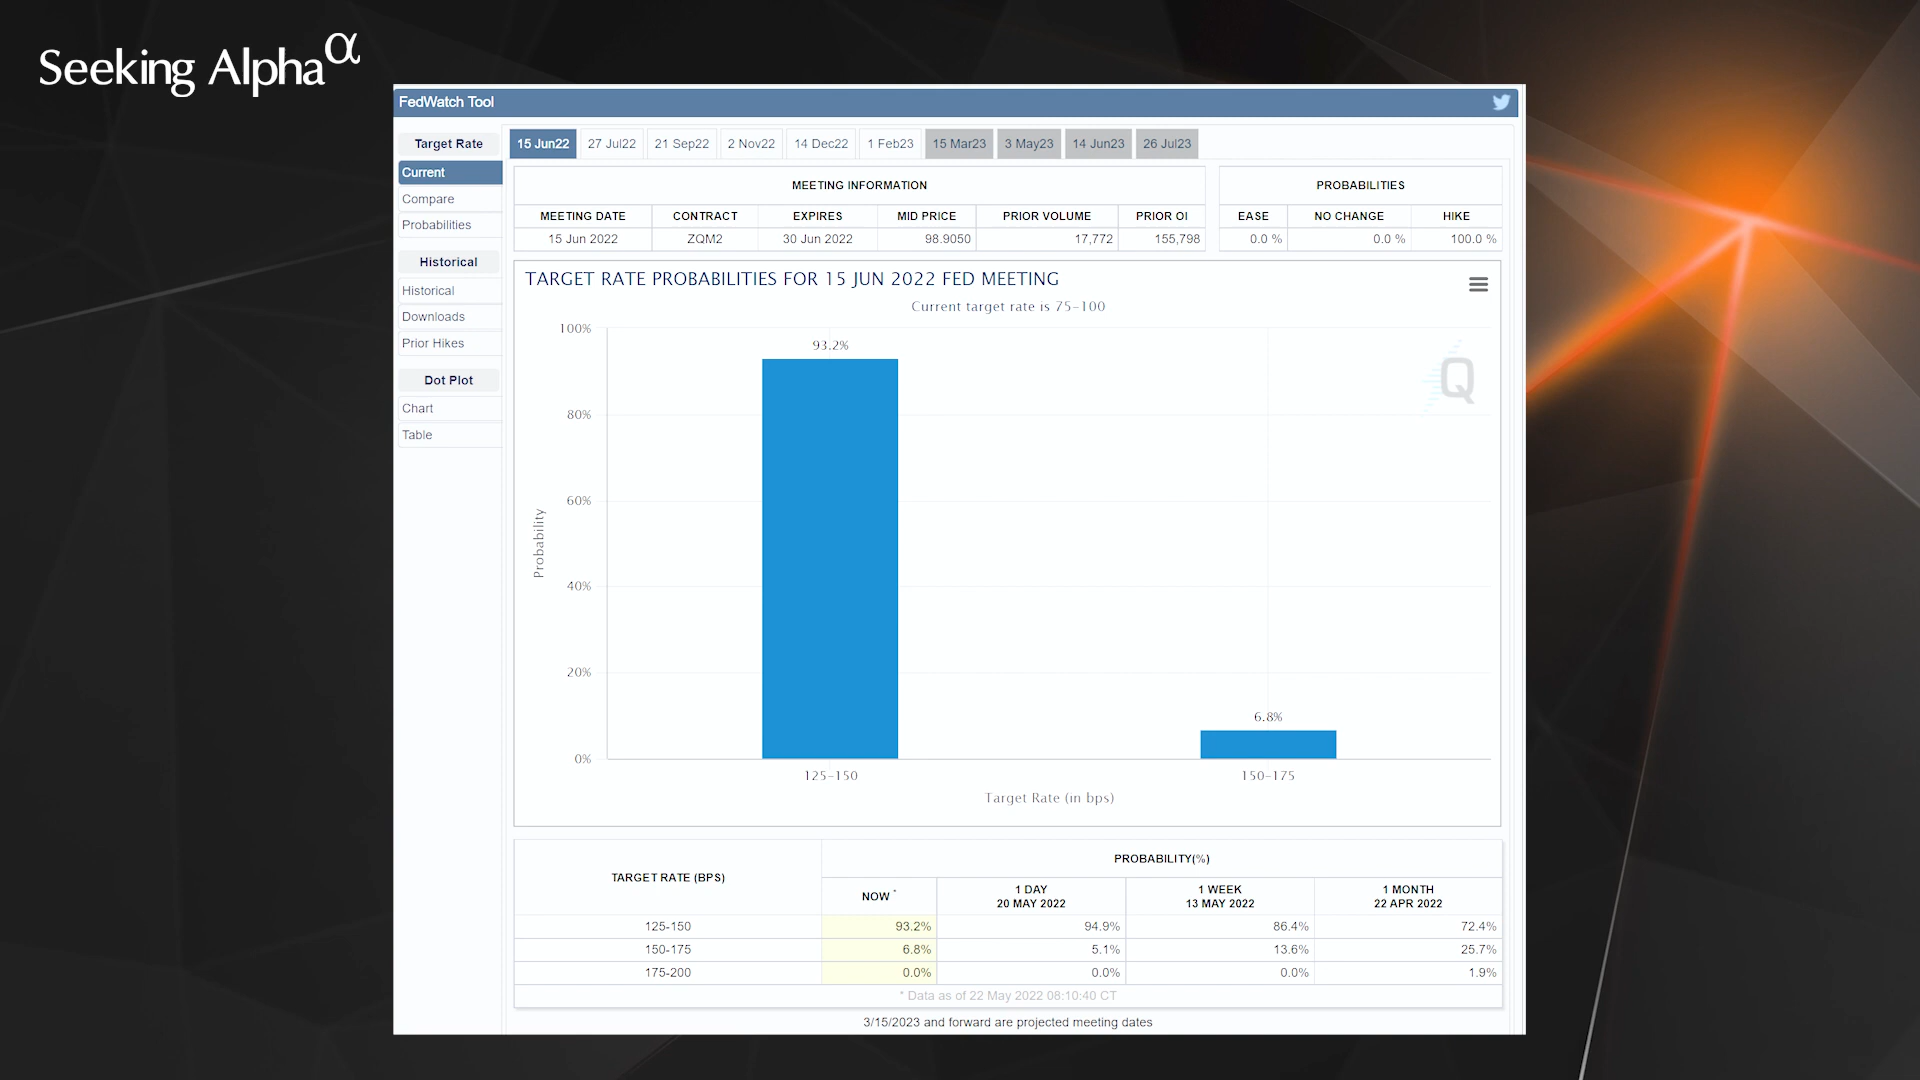 Seeking Alpha α
FedWatch Tool
Target Rate
Current
Compare
Probabilities
Historical
Historical
Downloads
Prior Hikes
Dot Plot
Chart
Table
15 Jun22 27 Jul22 21 Sep22 2 Nov22 14 Dec22 1 Feb23 15 Mar23 3 May23 14 Jun23 26 Jul23
MEETING INFORMATION
MEETING DATE CONTRACT EXPIRES MID PRICE PRIOR VOLUME PRIOR OI
15 Jun 2022 ZQM2 30 Jun 2022 98.9050 17,772 155,798
PROBABILITIES
EASE NO CHANGE HIKE
0.0 % 0.0 % 100.0 %
TARGET RATE PROBABILITIES FOR 15 JUN 2022 FED MEETING
Current target rate is 75–100
100%
80%
60%
40%
20%
0%
Probability
93.2%
6.8%
Q
125–150 150–175
Target Rate (in bps)
TARGET RATE (BPS) PROBABILITY(%)
NOW * 1 DAY 1 WEEK 1 MONTH
20 MAY 2022 13 MAY 2022 22 APR 2022
125-150 93.2% 94.9% 86.4% 72.4%
150-175 6.8% 5.1% 13.6% 25.7%
175-200 0.0% 0.0% 0.0% 1.9%
* Data as of 22 May 2022 08:10:40 CT
3/15/2023 and forward are projected meeting dates